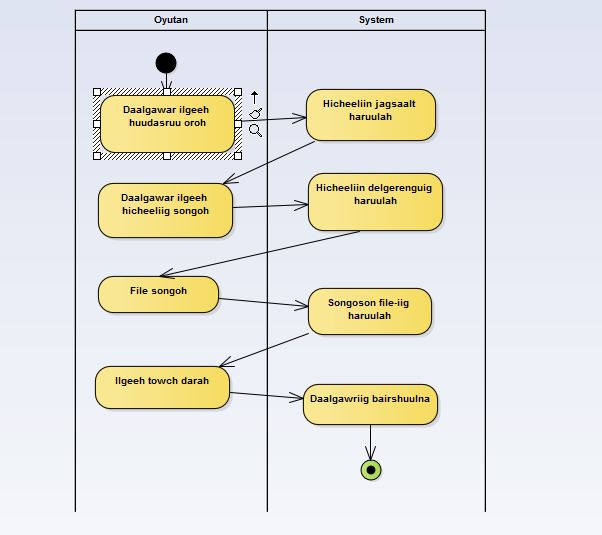 Oyutan
System
Daalgawar ilgeeh
huudasruu oroh
Hicheeliin jagsaalt
haruulah
Daalgawar ilgeeh
hicheeliig songoh
Hicheeliin delgerenguig
haruulah
File songoh
Songoson file-iig
haruulah
Ilgeeh towch darah
Daalgawriig bairshuulna